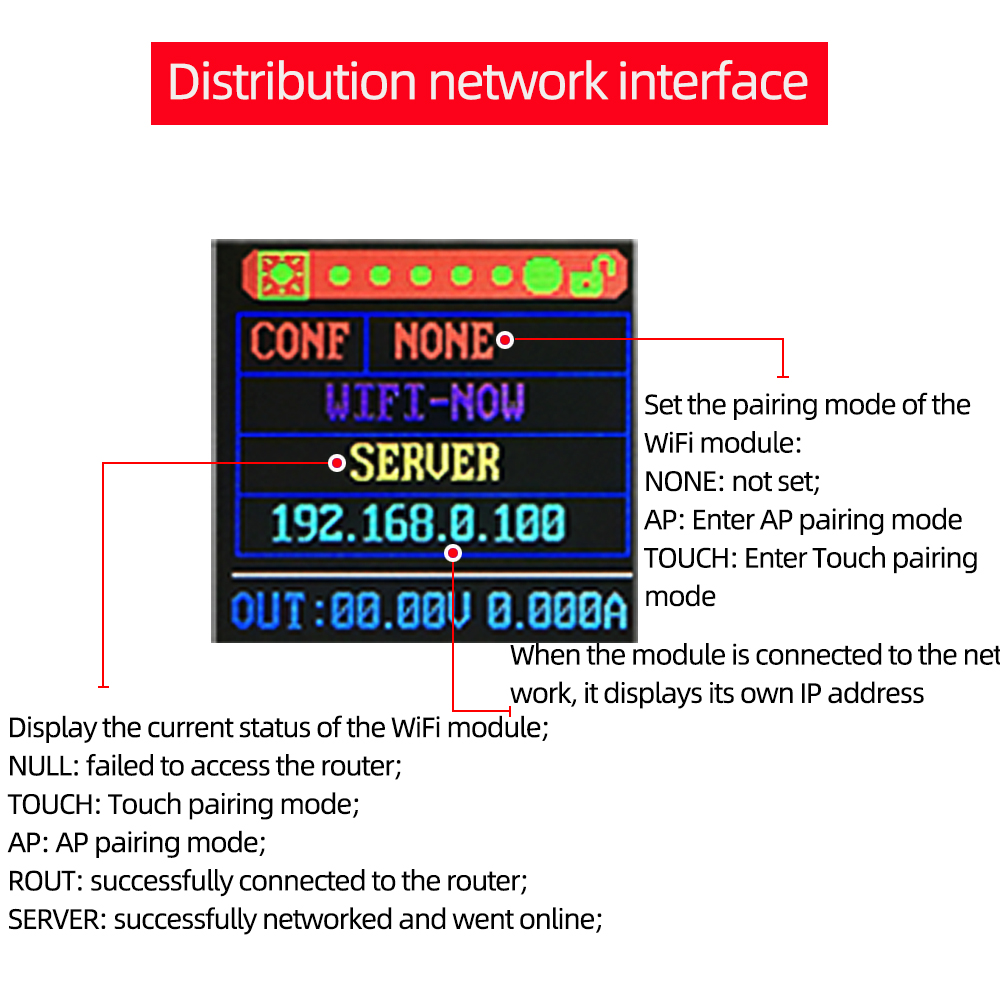 Distribution network interface
CONF NONE
WIFI-NOW
SERVER
192.168.0.100
OUT:00.00V 0.000A
Set the pairing mode of the
WiFi module:
NONE: not set;
AP: Enter AP pairing mode
TOUCH: Enter Touch pairing
mode
When the module is connected to the net
work, it displays its own IP address
Display the current status of the WiFi module;
NULL: failed to access the router;
TOUCH: Touch pairing mode;
AP: AP pairing mode;
ROUT: successfully connected to the router;
SERVER: successfully networked and went online;